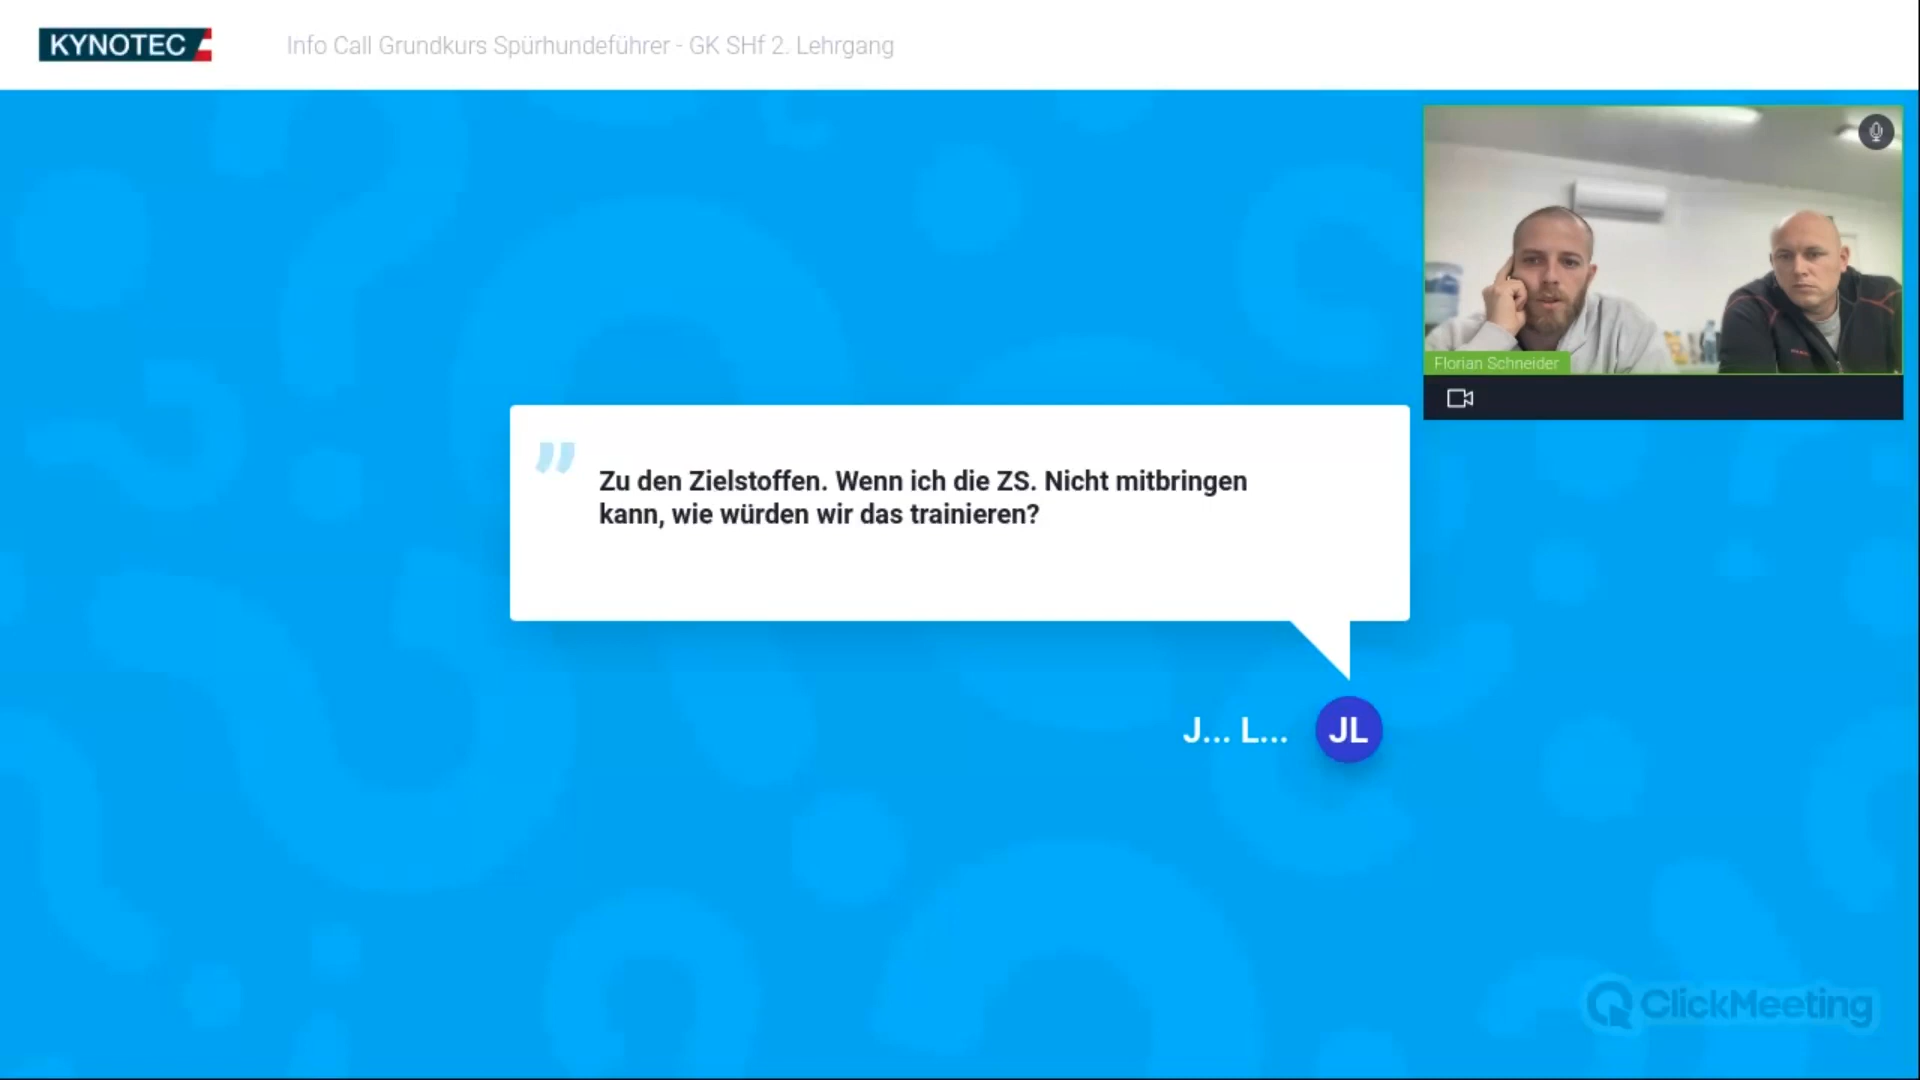 KYNOTEC
Info Call Grundkurs Spürhundeführer - GK SHf 2. Lehrgang
Florian Schneider
Zu den Zielstoffen. Wenn ich die ZS. Nicht mitbringen
kann, wie würden wir das trainieren?
J... L...
JL
ClickMeeting